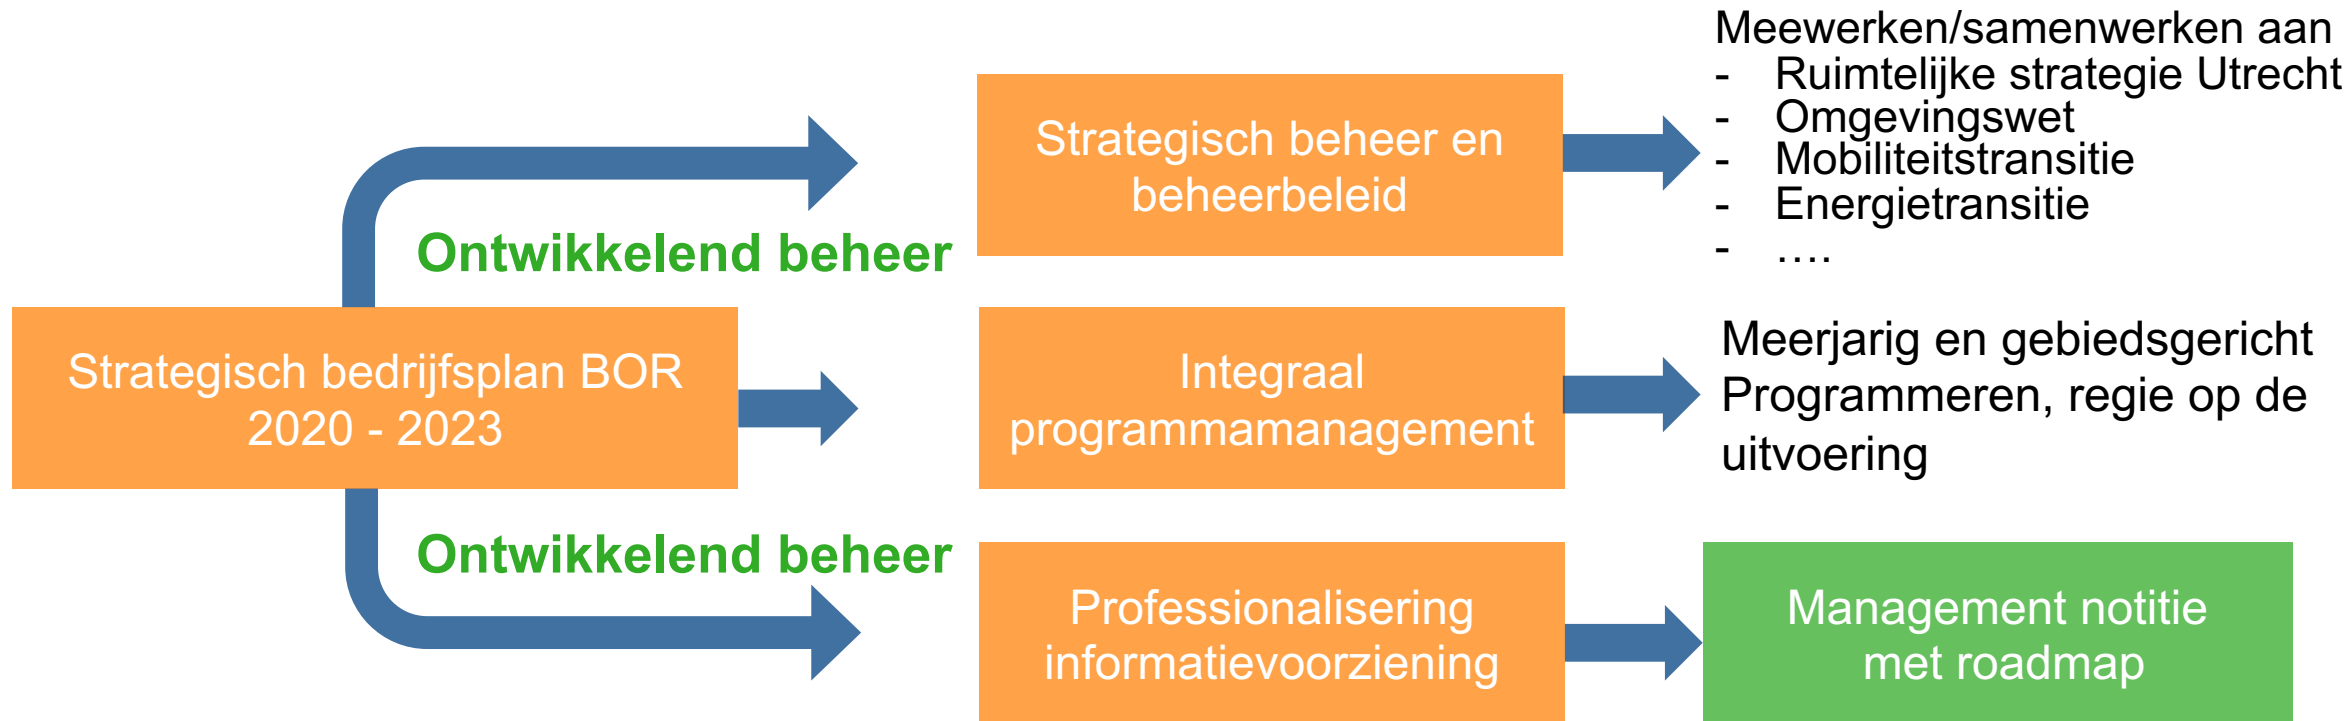 Meewerken/samenwerken aan
- Ruimtelijke strategie Utrecht
- Omgevingswet
- Mobiliteitstransitie
- Energietransitie
- ….
Strategisch beheer en
beheerbeleid
Ontwikkelend beheer
Strategisch bedrijfsplan BOR
2020 - 2023
Integraal
programmamanagement
Meerjarig en gebiedsgericht
Programmeren, regie op de
uitvoering
Ontwikkelend beheer
Professionalisering
informatievoorziening
Management notitie
met roadmap